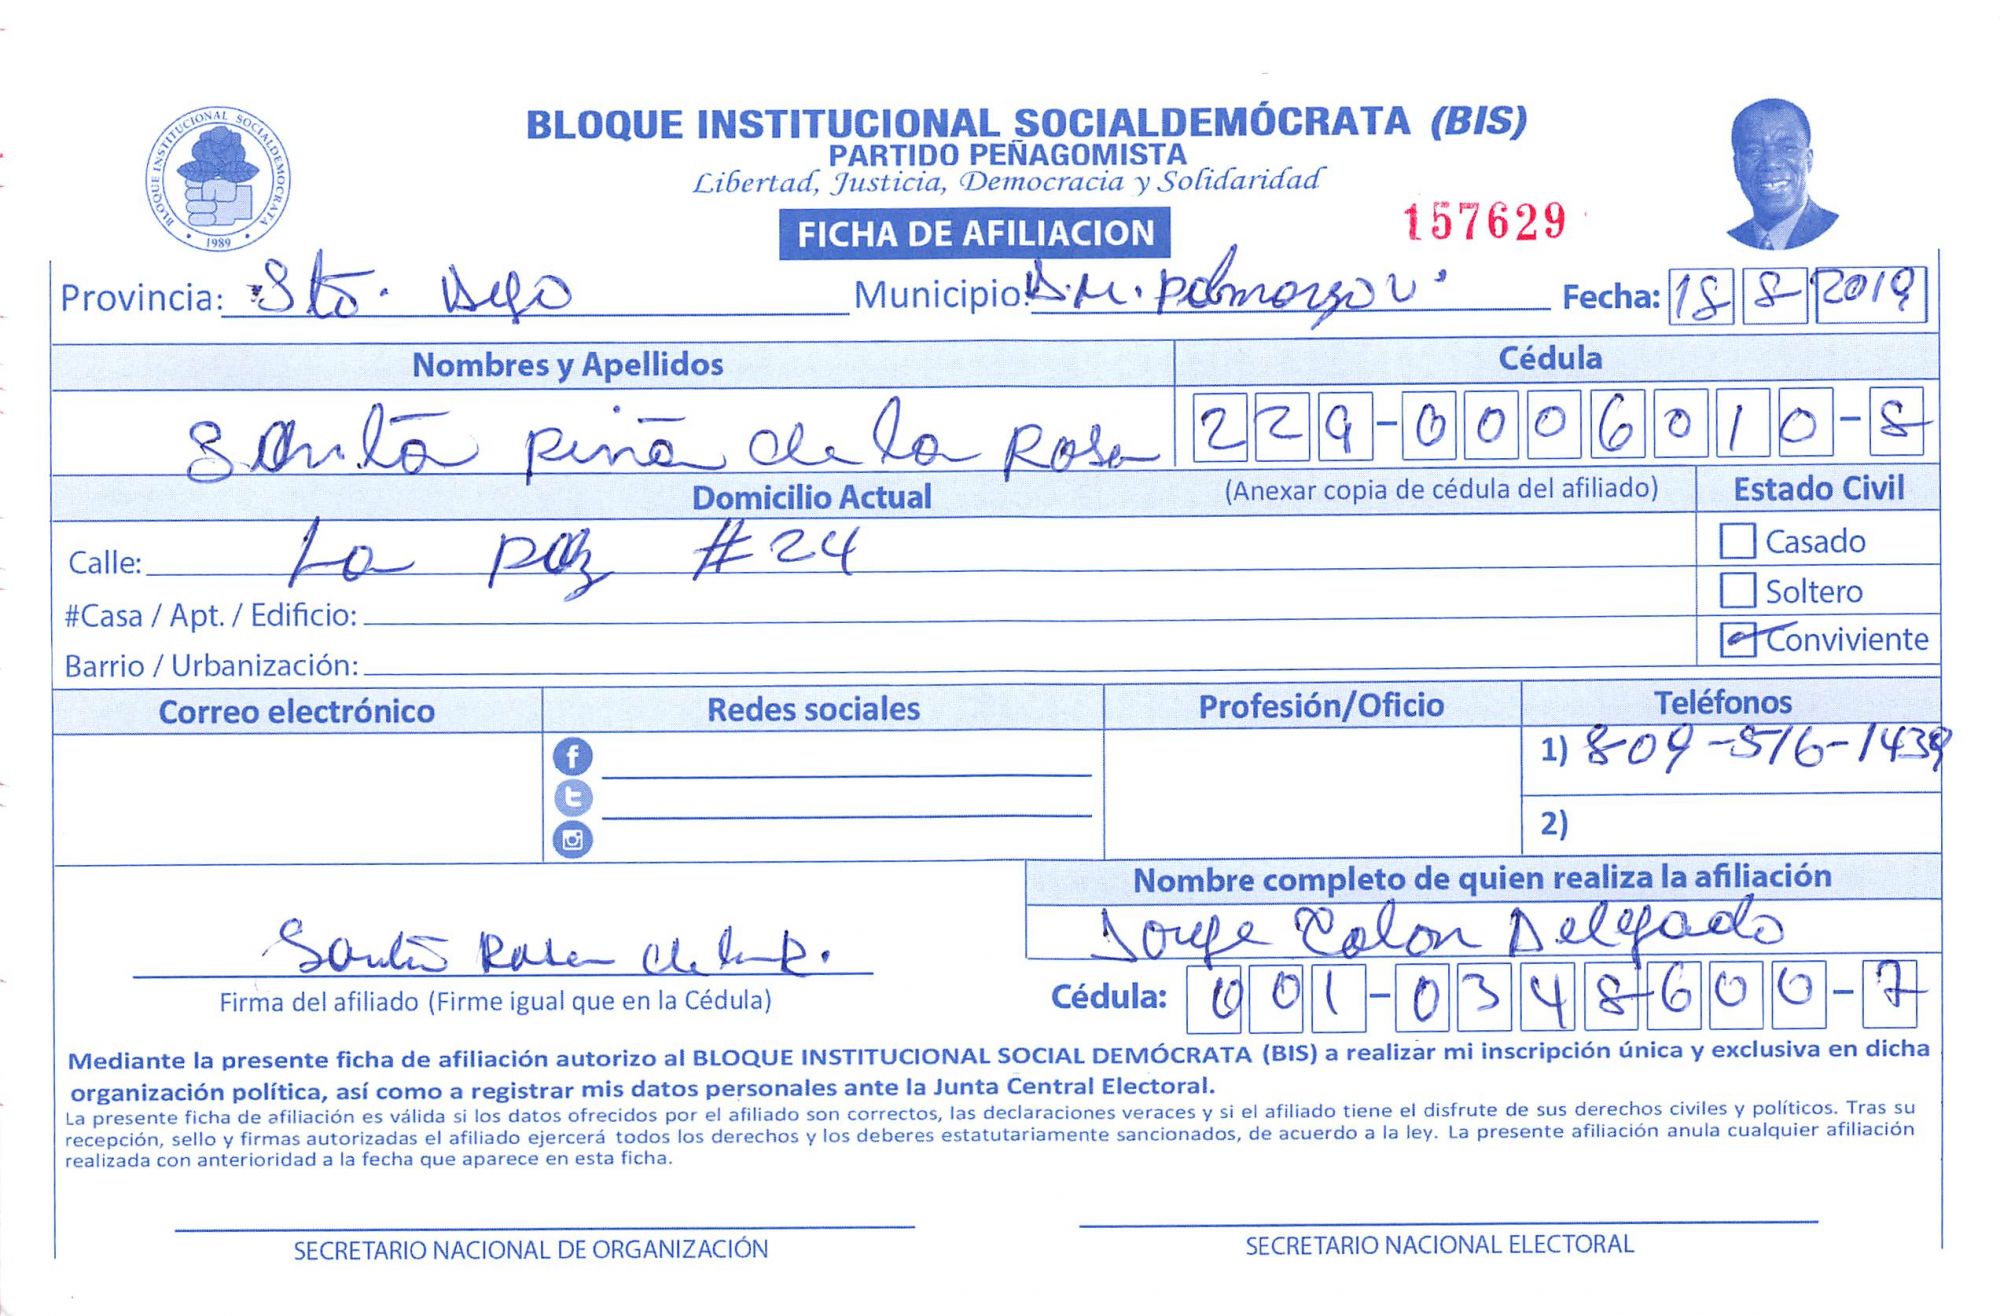 BLOQUE INSTITUCIONAL SOCIALDEMOCRATA
1989
BLOQUE INSTITUCIONAL SOCIALDEMÓCRATA (BIS)
PARTIDO PEÑAGOMISTA
Libertad, Justicia, Democracia y Solidaridad
FICHA DE AFILIACION
157629
Provincia: Sto. Dgo Municipio: D.M. Fecha: 18 8 2019
Nombres y Apellidos Cédula
Santa Piña de la Rosa 229-0006010-8
Domicilio Actual (Anexar copia de cédula del afiliado) Estado Civil
Calle: La Paz #24 Casado
#Casa / Apt. / Edificio: Soltero
Barrio / Urbanización: Conviviente
Correo electrónico Redes sociales Profesión/Oficio Teléfonos
1) 809-516-1439
2)
Nombre completo de quien realiza la afiliación
Jorge Colon Delgado
Santa
Firma del afiliado (Firme igual que en la Cédula) Cédula: 001-0348600-7
Mediante la presente ficha de afiliación autorizo al BLOQUE INSTITUCIONAL SOCIAL DEMÓCRATA (BIS) a realizar mi inscripción única y exclusiva en dicha
organización política, así como a registrar mis datos personales ante la Junta Central Electoral.
La presente ficha de afiliación es válida si los datos ofrecidos por el afiliado son correctos, las declaraciones veraces y si el afiliado tiene el disfrute de sus derechos civiles y políticos. Tras su
recepción, sello y firmas autorizadas el afiliado ejercerá todos los derechos y los deberes estatutariamente sancionados, de acuerdo a la ley. La presente afiliación anula cualquier afiliación
realizada con anterioridad a la fecha que aparece en esta ficha.
SECRETARIO NACIONAL DE ORGANIZACIÓN SECRETARIO NACIONAL ELECTORAL